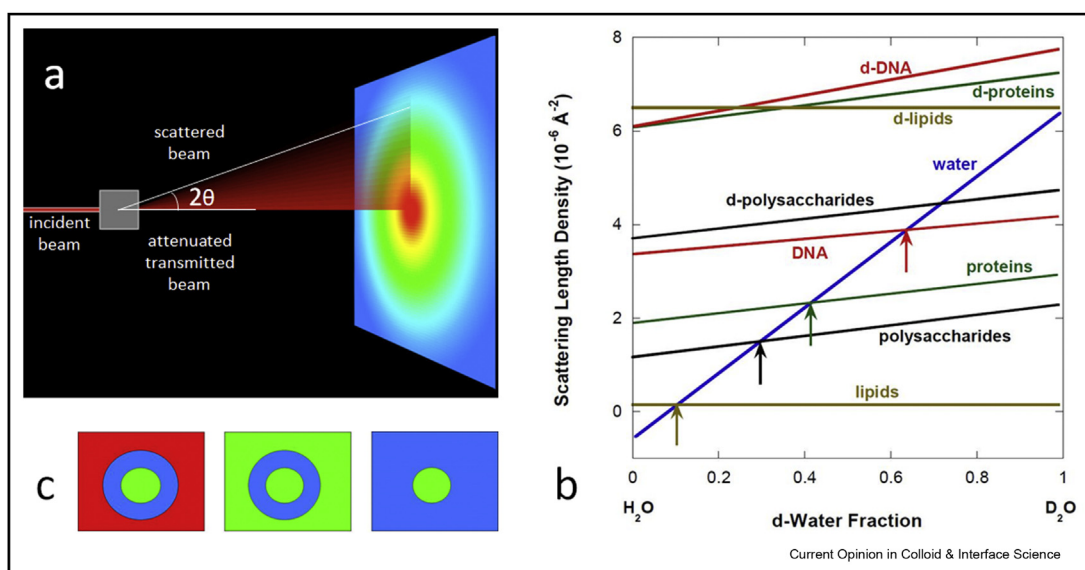 a
scattered
beam
2θ
incident
beam
attenuated
transmitted
beam
c
Scattering Length Density (10⁻⁶ Å⁻²)
8
6
4
2
0
d-DNA
d-proteins
d-lipids
water
d-polysaccharides
DNA
proteins
polysaccharides
lipids
0 0.2 0.4 0.6 0.8 1
H₂O
d-Water Fraction
D₂O
b
Current Opinion in Colloid & Interface Science